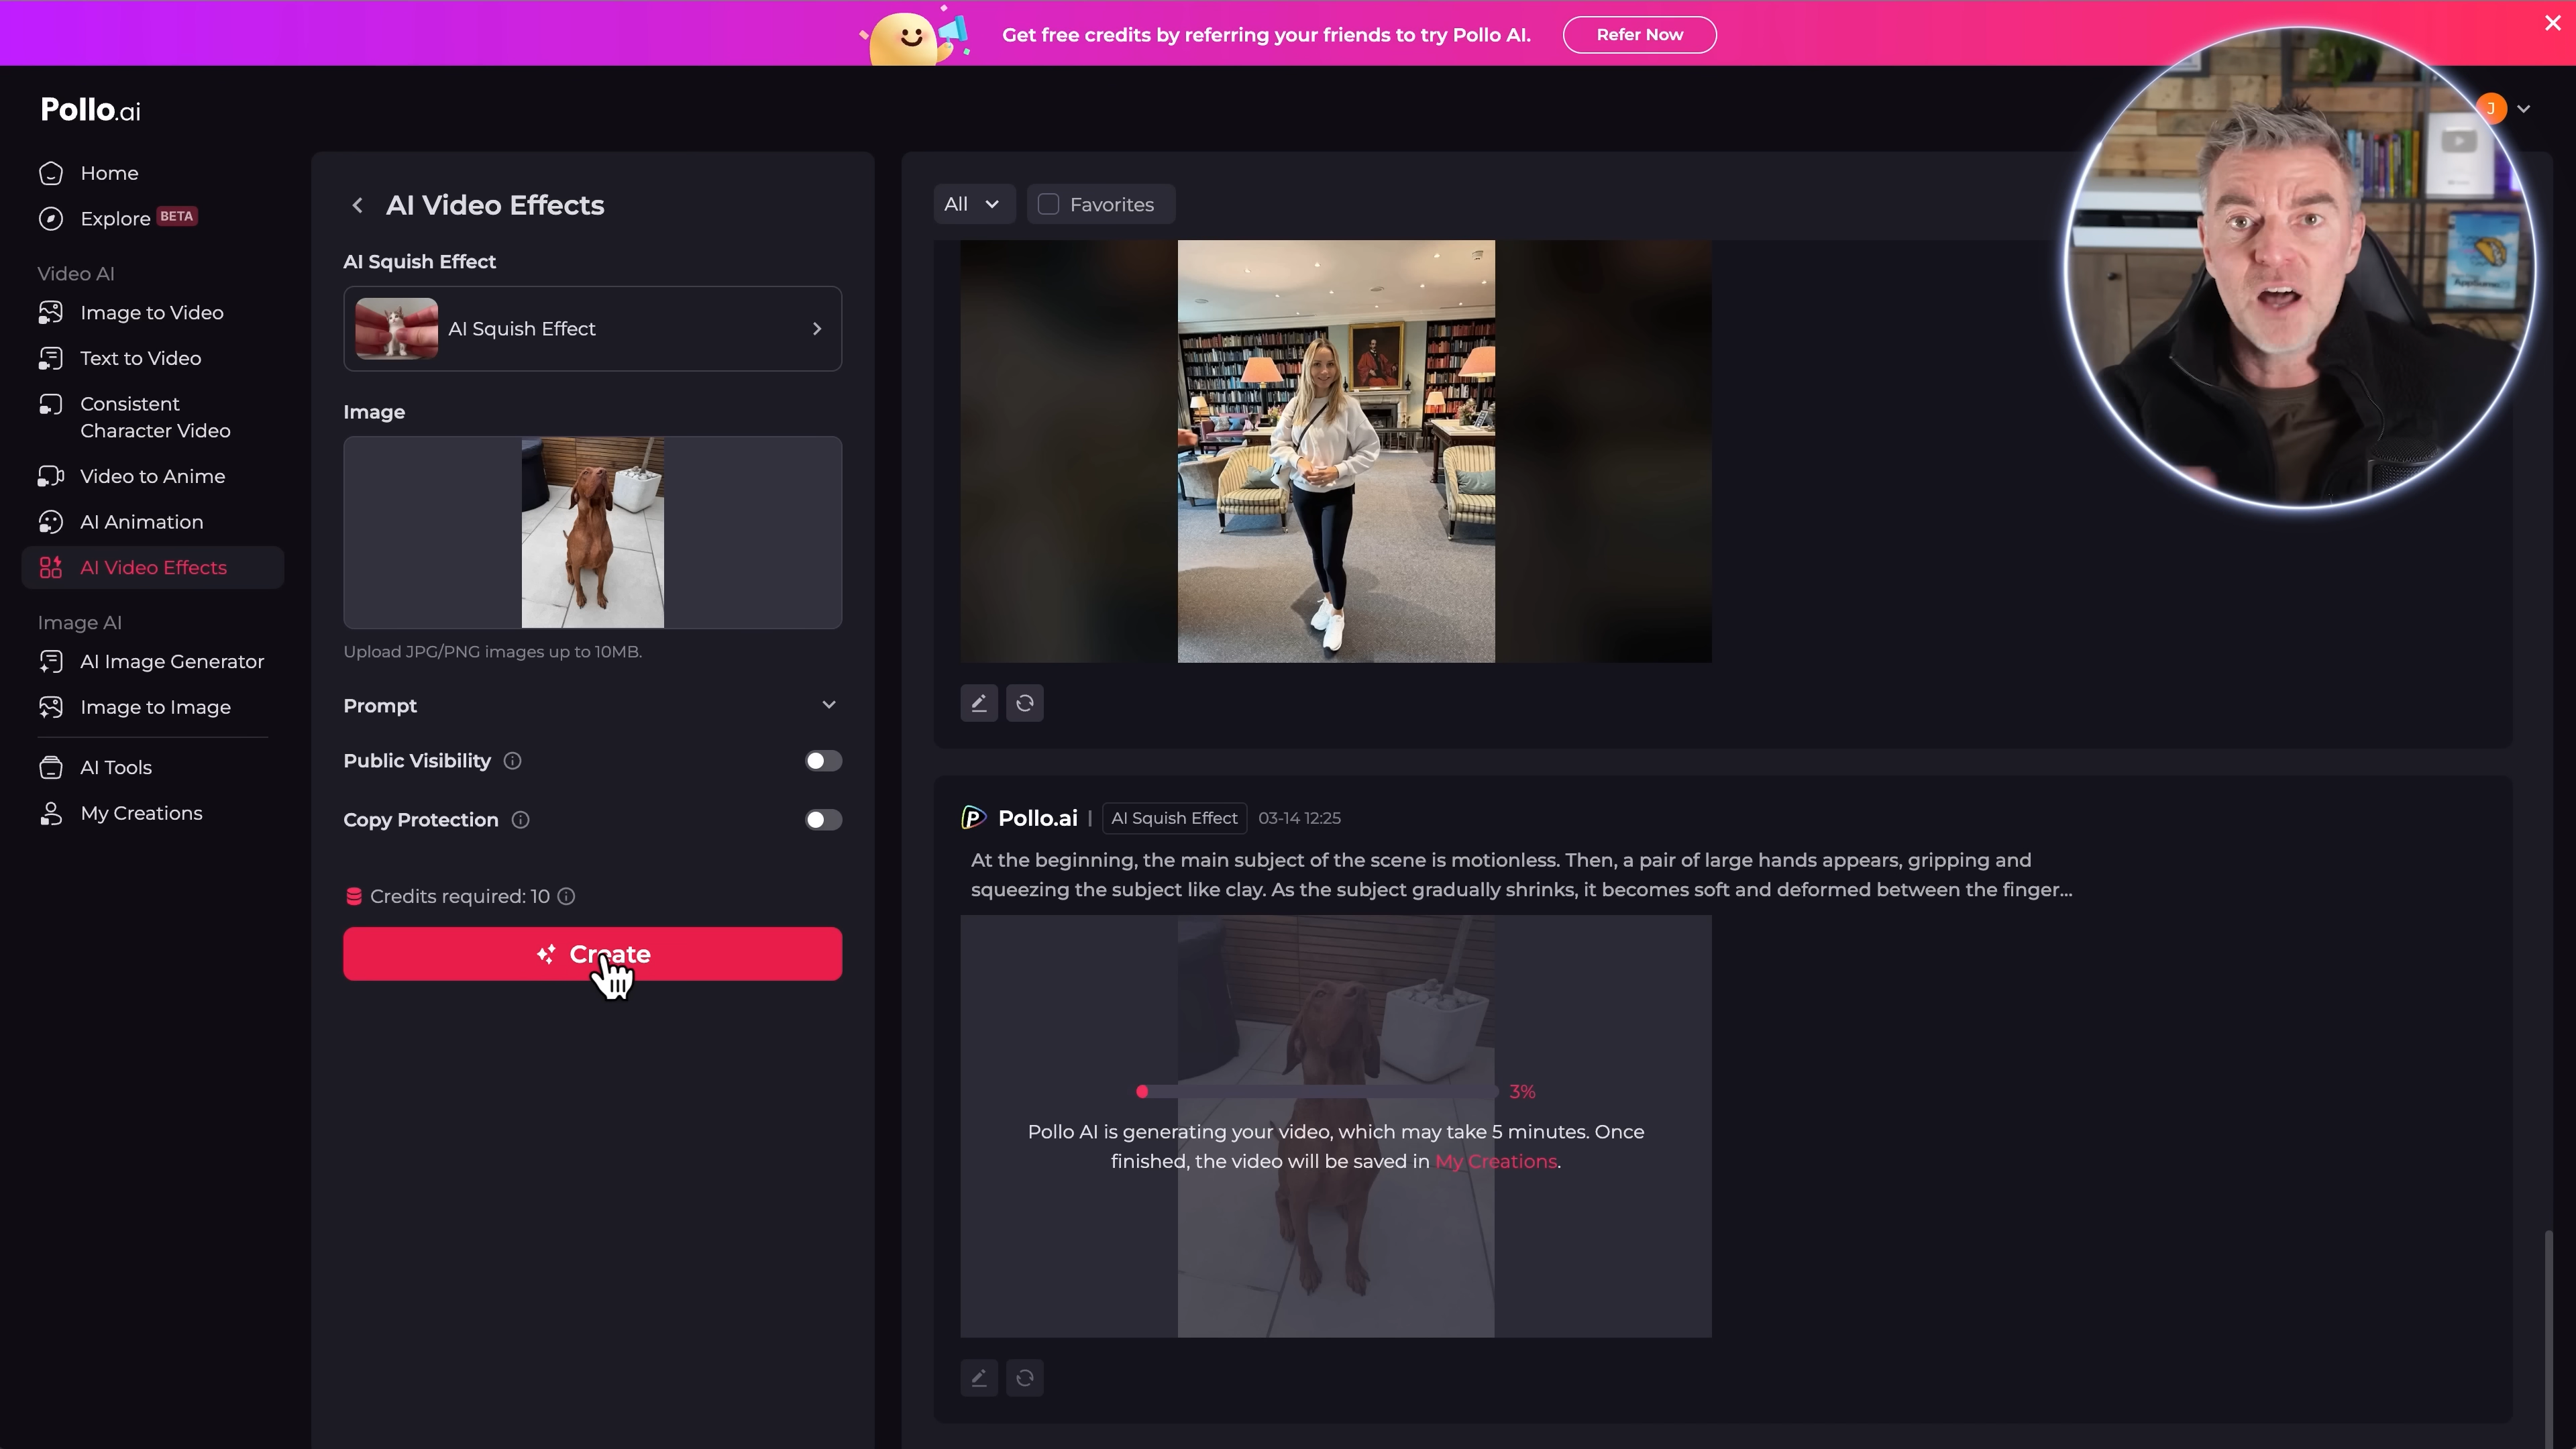 Get free credits by referring your friends to try Pollo AI.
Refer Now
Pollo.ai
J
Home
Explore BETA
Video AI
Image to Video
Text to Video
Consistent
Character Video
Video to Anime
AI Animation
AI Video Effects
Image AI
AI Image Generator
Image to Image
AI Tools
My Creations
AI Video Effects
AI Squish Effect
AI Squish Effect
Image
Upload JPG/PNG images up to 10MB.
Prompt
Public Visibility
Copy Protection
Credits required: 10
Create
All
Favorites
Pollo.ai | AI Squish Effect 03-14 12:25
At the beginning, the main subject of the scene is motionless. Then, a pair of large hands appears, gripping and
squeezing the subject like clay. As the subject gradually shrinks, it becomes soft and deformed between the finger...
3%
Pollo AI is generating your video, which may take 5 minutes. Once
finished, the video will be saved in My Creations.